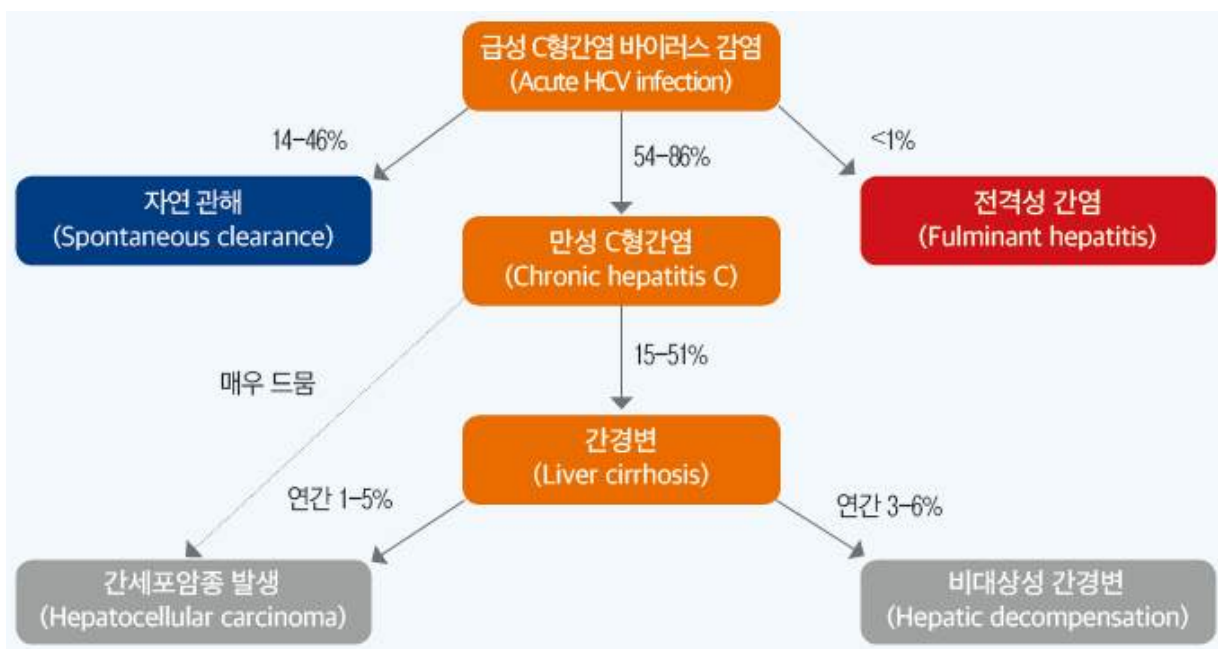 급성 C형간염 바이러스 감염
(Acute HCV infection)
14–46%
54–86%
<1%
자연 관해
(Spontaneous clearance)
만성 C형간염
(Chronic hepatitis C)
전격성 간염
(Fulminant hepatitis)
15–51%
매우 드뭄
간경변
(Liver cirrhosis)
연간 1–5%
연간 3–6%
간세포암종 발생
(Hepatocellular carcinoma)
비대상성 간경변
(Hepatic decompensation)